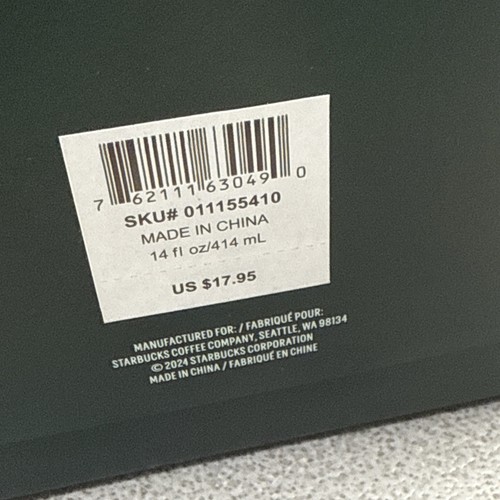 7 62111 63049 0
SKU# 011155410
MADE IN CHINA
14 fl oz/414 mL
US $17.95
MANUFACTURED FOR: / FABRIQUÉ POUR:
STARBUCKS COFFEE COMPANY, SEATTLE, WA 98134
© 2024 STARBUCKS CORPORATION
MADE IN CHINA / FABRIQUÉ EN CHINE